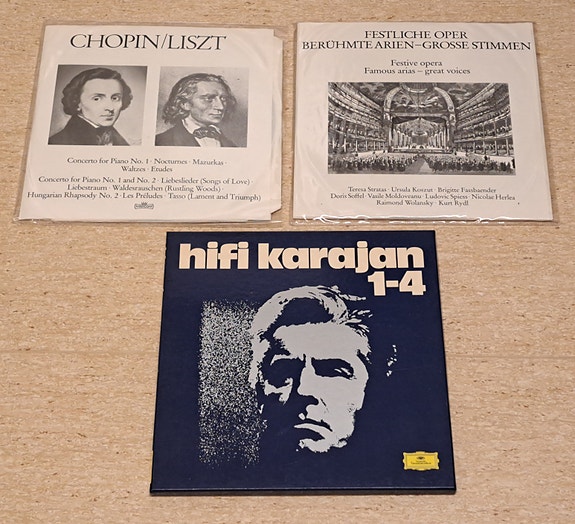 CHOPIN/LISZT
Concerto for Piano No. 1 · Nocturnes · Mazurkas ·
Waltzes · Etudes
Concerto for Piano No. 1 and No. 2 · Liebeslieder (Songs of Love) ·
Liebestraum · Waldesrauschen (Rustling Woods) ·
Hungarian Rhapsody No. 2 · Les Préludes · Tasso (Lament and Triumph)
FESTLICHE OPER
BERÜHMTE ARIEN–GROSSE STIMMEN
Festive opera
Famous arias – great voices
Teresa Stratas · Ursula Koszut · Brigitte Fassbaender
Doris Soffel · Vasile Moldoveanu · Ludovic Spiess · Nicolae Herlea
Raimond Wolansky · Kurt Rydl
hifi karajan
1-4